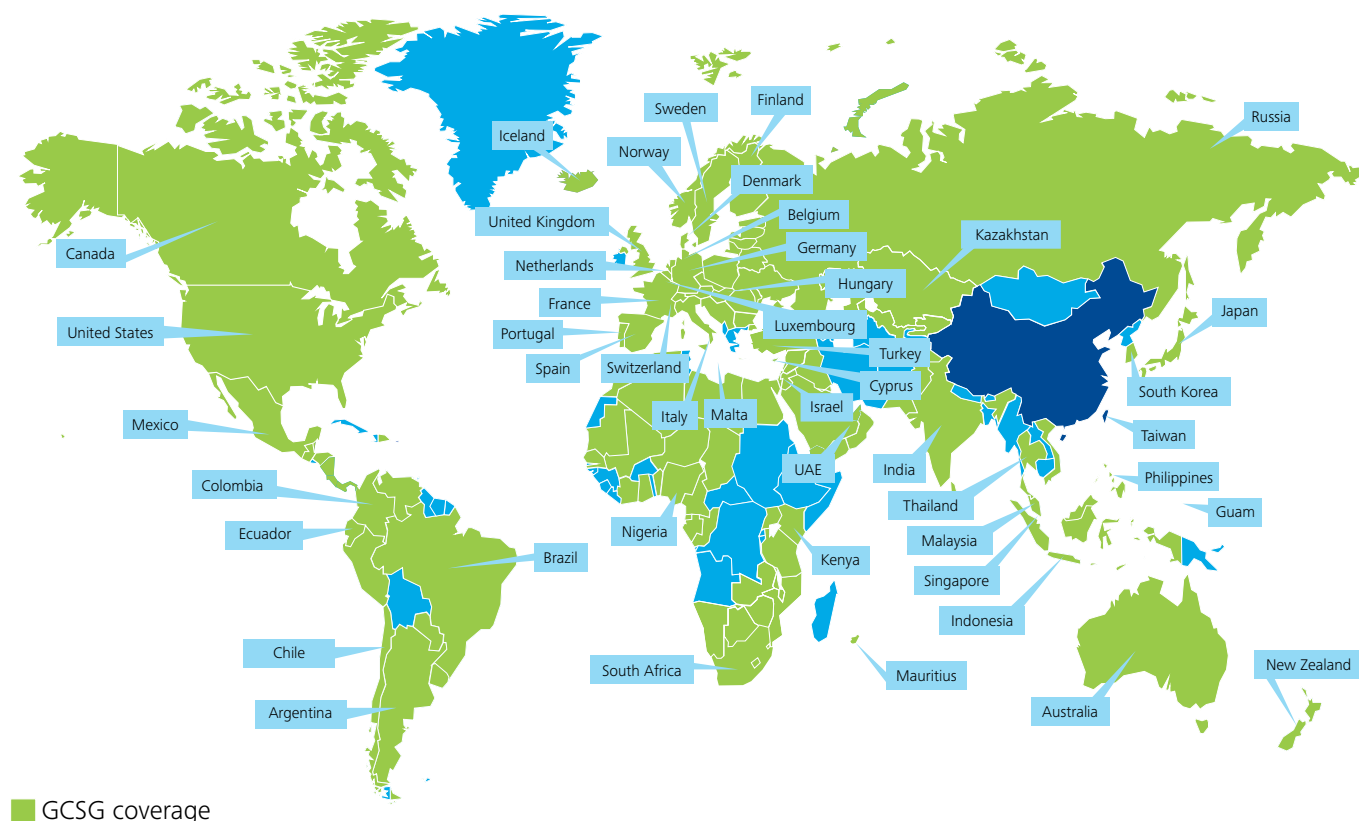 Finland
Sweden
Russia
Iceland
Norway
Denmark
Belgium
United Kingdom
Kazakhstan
Germany
Canada
Netherlands
Hungary
France
Japan
Luxembourg
United States
Portugal
Turkey
Spain
Switzerland
Cyprus
South Korea
Israel
Italy
Malta
Mexico
Taiwan
UAE
India
Philippines
Colombia
Thailand
Guam
Ecuador
Nigeria
Malaysia
Brazil
Kenya
Singapore
Indonesia
Chile
South Africa
Mauritius
New Zealand
Argentina
Australia
GCSG coverage